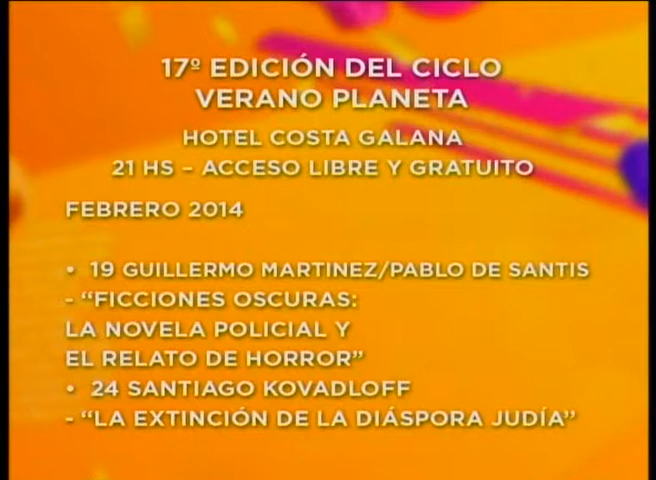 17º EDICIÓN DEL CICLO
VERANO PLANETA
HOTEL COSTA GALANA
21 HS – ACCESO LIBRE Y GRATUITO
FEBRERO 2014
• 19 GUILLERMO MARTINEZ/PABLO DE SANTIS
- “FICCIONES OSCURAS:
LA NOVELA POLICIAL Y
EL RELATO DE HORROR”
• 24 SANTIAGO KOVADLOFF
- “LA EXTINCIÓN DE LA DIÁSPORA JUDÍA”